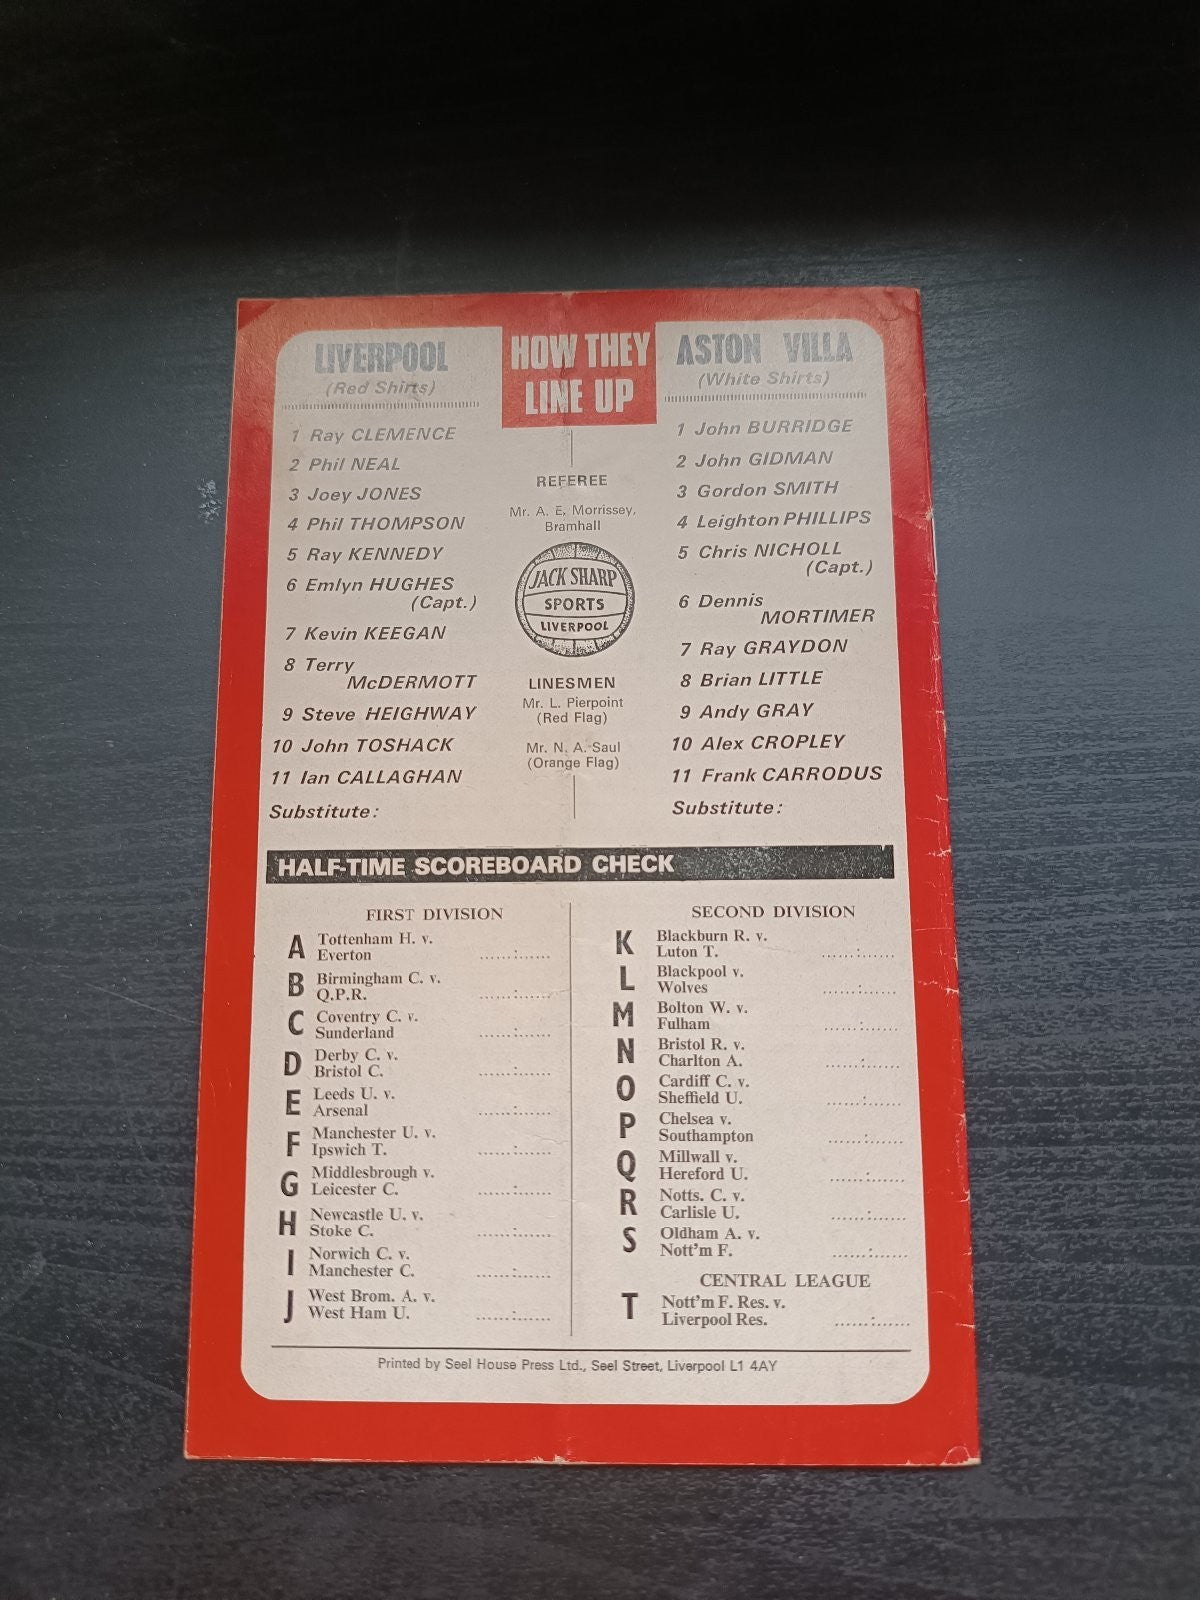 LIVERPOOL
(Red Shirts)
1 Ray CLEMENCE
2 Phil NEAL
3 Joey JONES
4 Phil THOMPSON
5 Ray KENNEDY
6 Emlyn HUGHES
(Capt.)
7 Kevin KEEGAN
8 Terry
McDERMOTT
9 Steve HEIGHWAY
10 John TOSHACK
11 Ian CALLAGHAN
Substitute:
HOW THEY
LINE UP
REFEREE
Mr. A. E. Morrissey,
Bramhall
JACK SHARP
SPORTS
LIVERPOOL
LINESMEN
Mr. L. Pierpoint
(Red Flag)
Mr. N. A. Saul
(Orange Flag)
ASTON VILLA
(White Shirts)
1 John BURRIDGE
2 John GIDMAN
3 Gordon SMITH
4 Leighton PHILLIPS
5 Chris NICHOLL
(Capt.)
6 Dennis
MORTIMER
7 Ray GRAYDON
8 Brian LITTLE
9 Andy GRAY
10 Alex CROPLEY
11 Frank CARRODUS
Substitute:
HALF-TIME SCOREBOARD CHECK
FIRST DIVISION
A Tottenham H. v.
Everton ......:......
B Birmingham C. v.
Q.P.R. ......:......
C Coventry C. v.
Sunderland ......:......
D Derby C. v.
Bristol C. ......:......
E Leeds U. v.
Arsenal ......:......
F Manchester U. v.
Ipswich T. ......:......
G Middlesbrough v.
Leicester C. ......:......
H Newcastle U. v.
Stoke C. ......:......
I Norwich C. v.
Manchester C. ......:......
J West Brom. A. v.
West Ham U. ......:......
SECOND DIVISION
K Blackburn R. v.
Luton T. ......:......
L Blackpool v.
Wolves ......:......
M Bolton W. v.
Fulham ......:......
N Bristol R. v.
Charlton A. ......:......
O Cardiff C. v.
Sheffield U. ......:......
P Chelsea v.
Southampton ......:......
Q Millwall v.
Hereford U. ......:......
R Notts. C. v.
Carlisle U. ......:......
S Oldham A. v.
Nott'm F. ......:......
CENTRAL LEAGUE
T Nott'm F. Res. v.
Liverpool Res. ......:......
Printed by Seel House Press Ltd., Seel Street, Liverpool L1 4AY